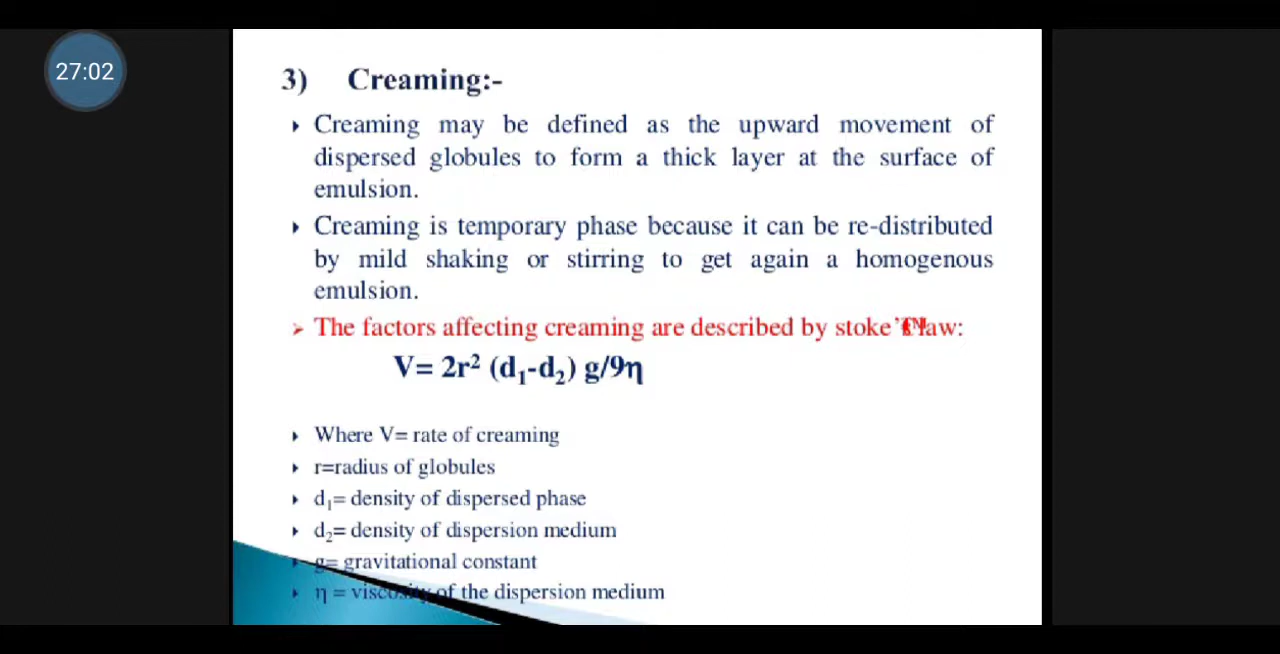 27:02
3) Creaming:-
Creaming may be defined as the upward movement of
dispersed globules to form a thick layer at the surface of
emulsion.
Creaming is temporary phase because it can be re-distributed
by mild shaking or stirring to get again a homogenous
emulsion.
The factors affecting creaming are described by stoke’ law:
V= 2r² (d₁-d₂) g/9η
Where V= rate of creaming
r=radius of globules
d₁= density of dispersed phase
d₂= density of dispersion medium
g= gravitational constant
η = viscosity of the dispersion medium